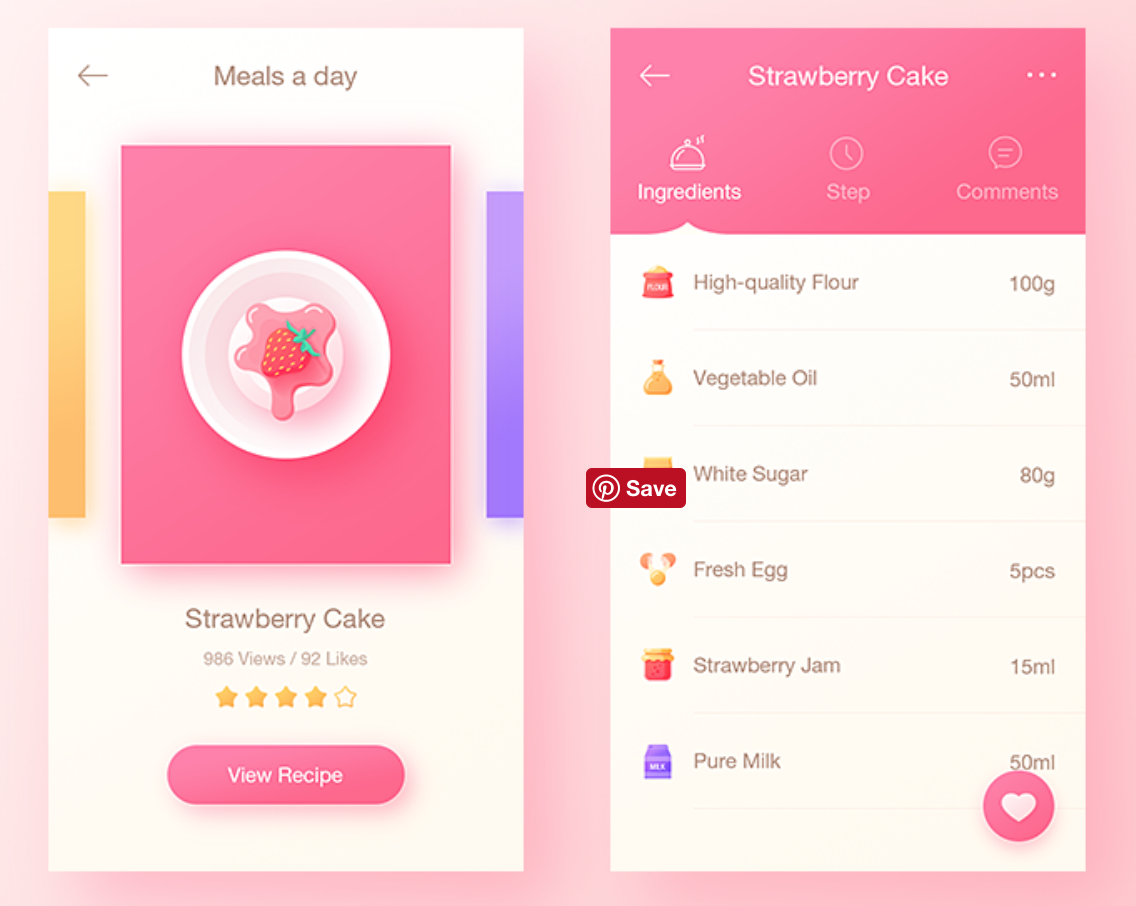 Meals a day
Strawberry Cake
986 Views / 92 Likes
View Recipe
Strawberry Cake
Ingredients
Step
Comments
FLOUR
High-quality Flour
100g
Vegetable Oil
50ml
White Sugar
80g
Save
Fresh Egg
5pcs
Strawberry Jam
15ml
MILK
Pure Milk
50ml